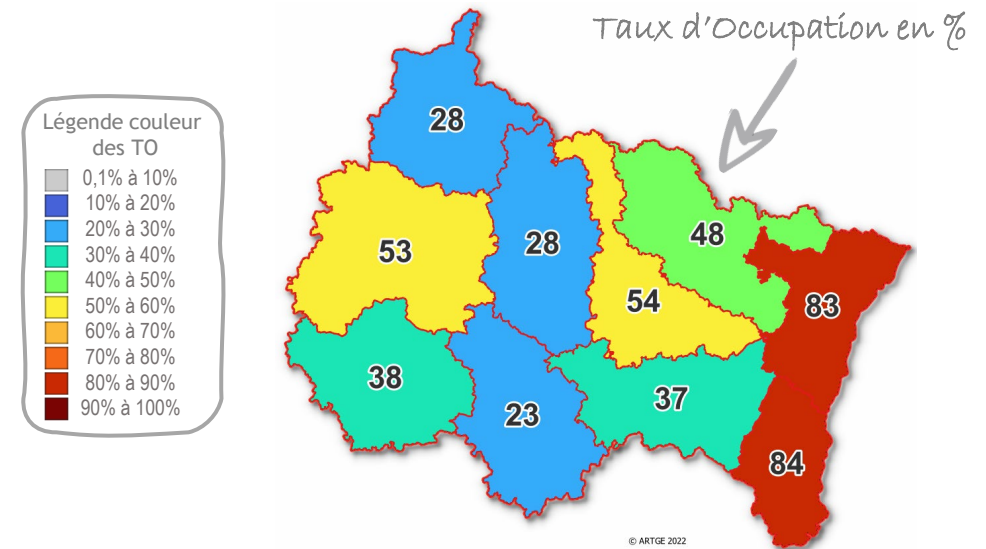 Taux d'Occupation en %
Légende couleur
des TO
0,1% à 10%
10% à 20%
20% à 30%
30% à 40%
40% à 50%
50% à 60%
60% à 70%
70% à 80%
80% à 90%
90% à 100%
28
53
28
48
54
83
38
37
23
84
© ARTGE 2022